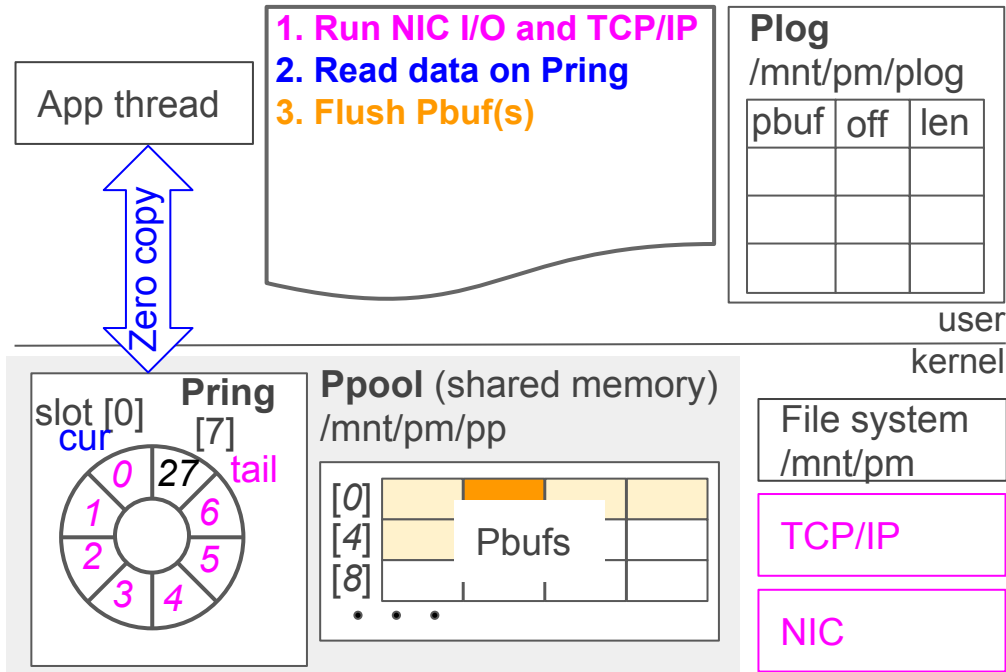 App thread
Zero copy
1. Run NIC I/O and TCP/IP
2. Read data on Pring
3. Flush Pbuf(s)
Plog
/mnt/pm/plog
pbuf off len
user
kernel
slot [0]
Pring
[7]
cur
tail
0
27
1
6
2
5
3
4
Ppool (shared memory)
/mnt/pm/pp
[0]
[4]
[8]
Pbufs
• • •
File system
/mnt/pm
TCP/IP
NIC